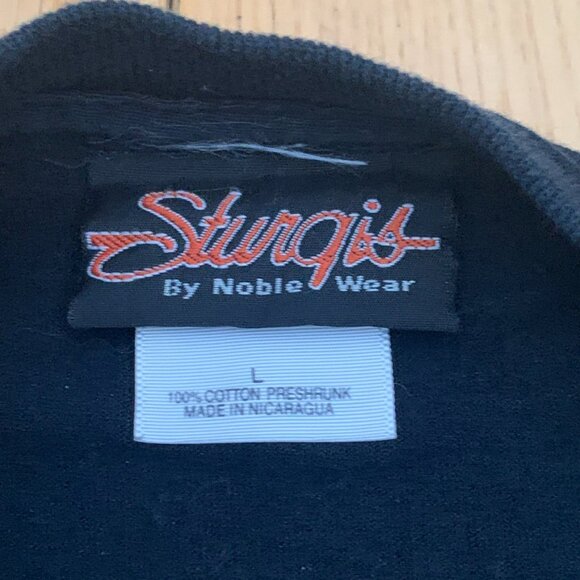 Sturgis
By Noble Wear
L
100% COTTON PRESHRUNK
MADE IN NICARAGUA